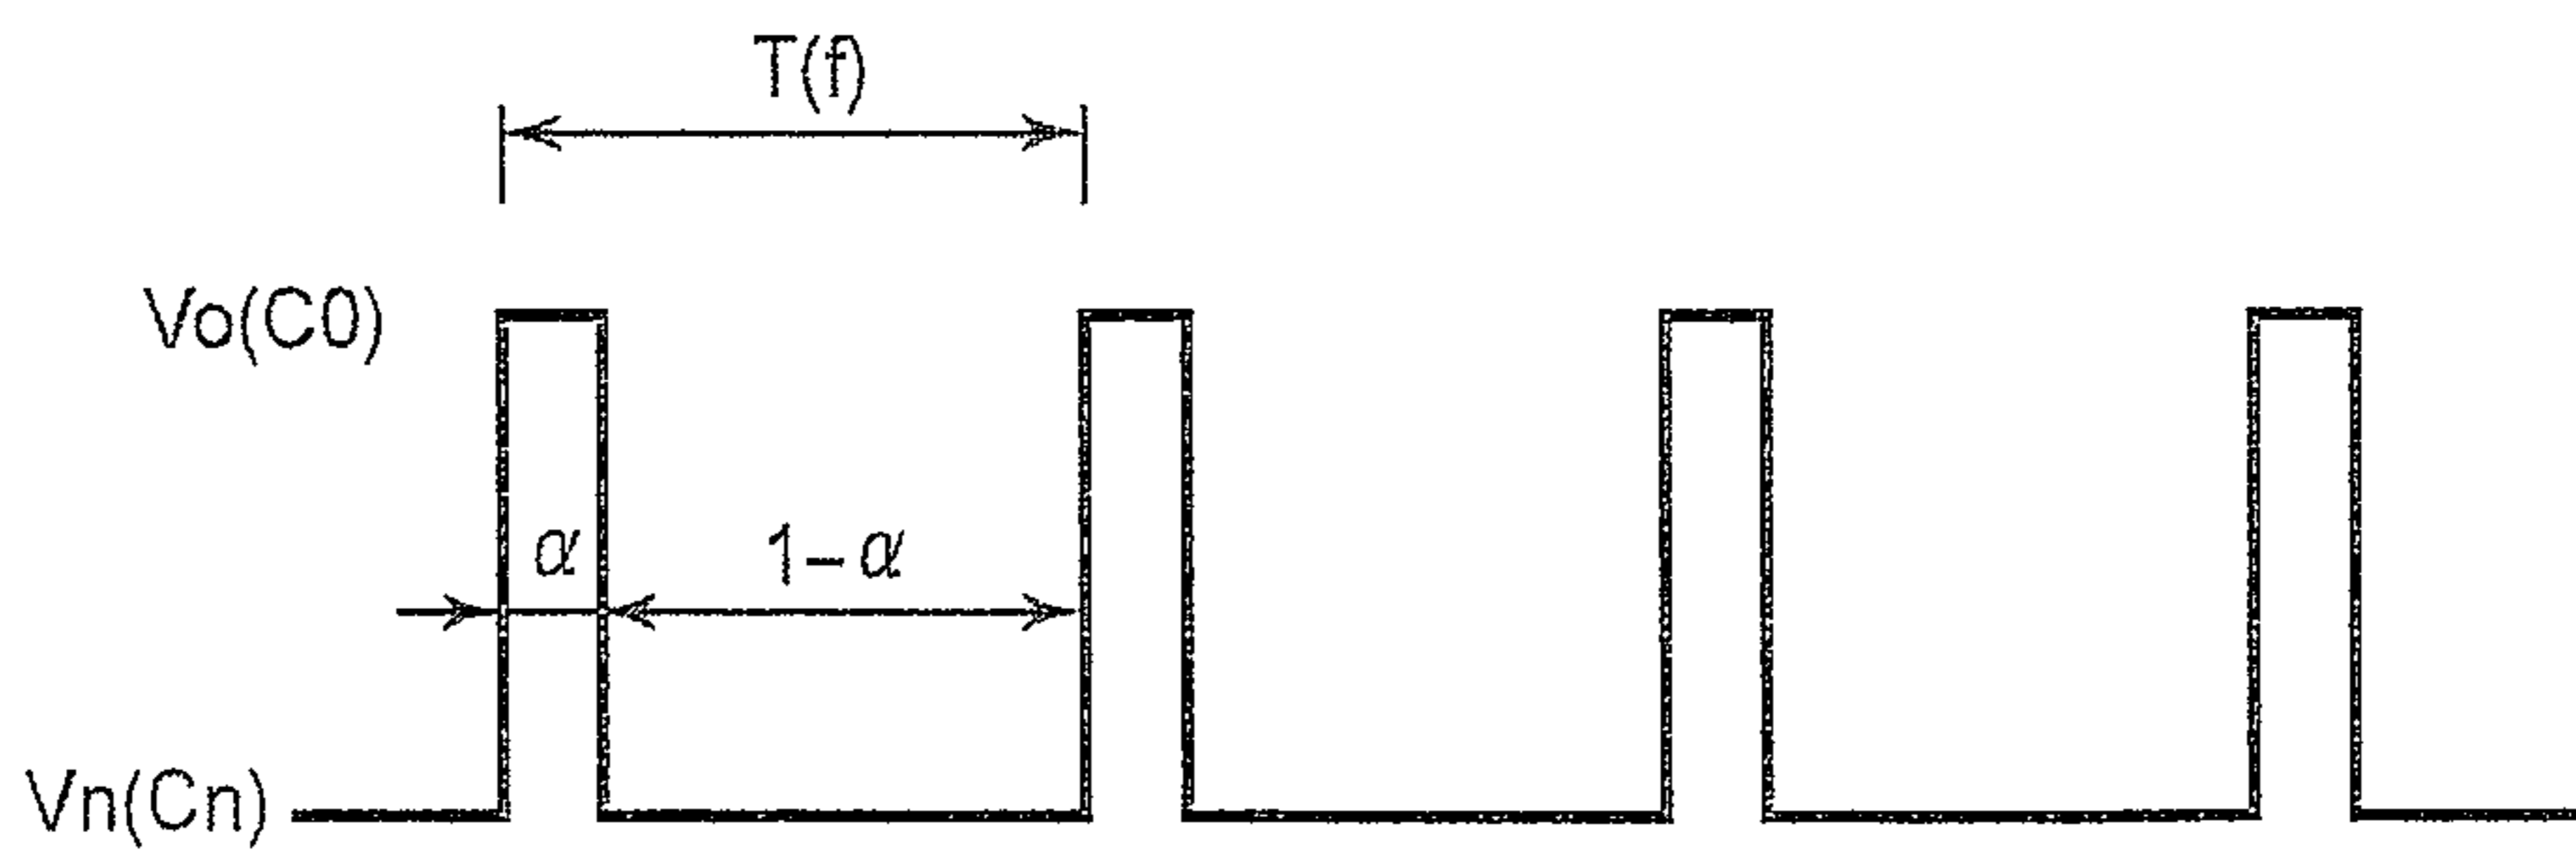 T(f)
Vo(C0)
α
1-α
Vn(Cn)